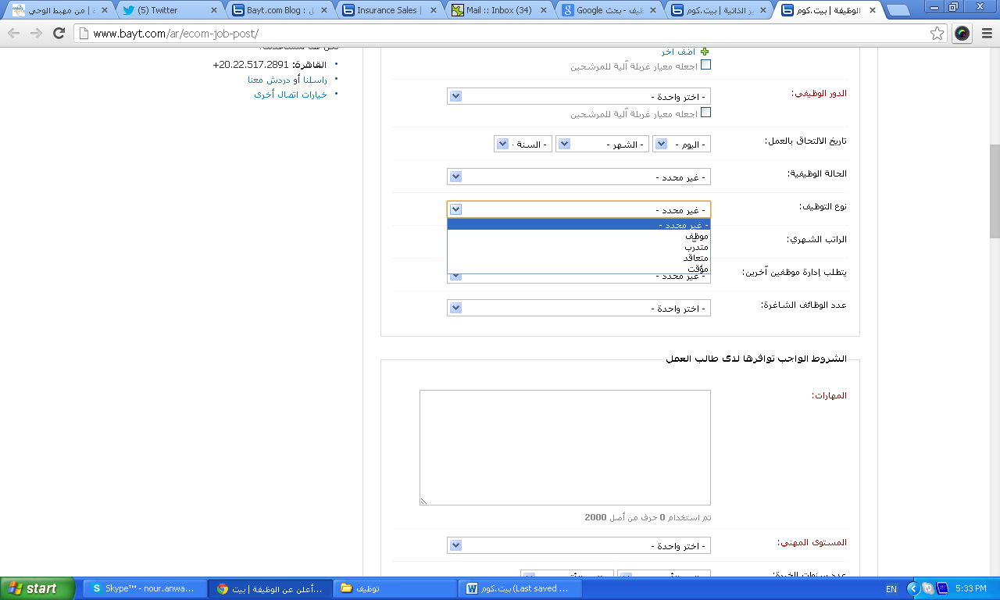 من مهبط الوحي |
(5) Twitter
Bayt.com Blog :
Insurance Sales |
Mail :: Inbox (34)
Google بحث - ظيف
ير الذاتية | بيت.كوم
الوظيفة | بيت.كوم
www.bayt.com/ar/ecom-job-post/
القاهرة: 20.22.517.2891+
راسلنا أو دردش معنا
خيارات اتصال أخرى
اضف اخر
اجعله معيار غربلة آلية للمرشحين
الدور الوظيفي:
- اختر واحدة -
اجعله معيار غربلة آلية للمرشحين
تاريخ الالتحاق بالعمل:
- اليوم - - الشهر - - السنة -
الحالة الوظيفية:
- غير محدد -
نوع التوظيف:
- غير محدد -
- غير محدد -
موظف
متدرب
متعاقد
مؤقت
الراتب الشهري:
يتطلب إدارة موظفين آخرين:
- غير محدد -
عدد الوظائف الشاغرة:
- اختر واحدة -
الشروط الواجب توافرها لدى طالب العمل
المهارات:
تم استخدام 0 حرف من أصل 2000
المستوى المهني:
- اختر واحدة -
عدد سنوات الخبرة:
start
Skype™ - nour.anwa...
أعلن عن الوظيفة | بيت...
توظيف
بيت.كوم (Last saved ...
EN
5:33 PM